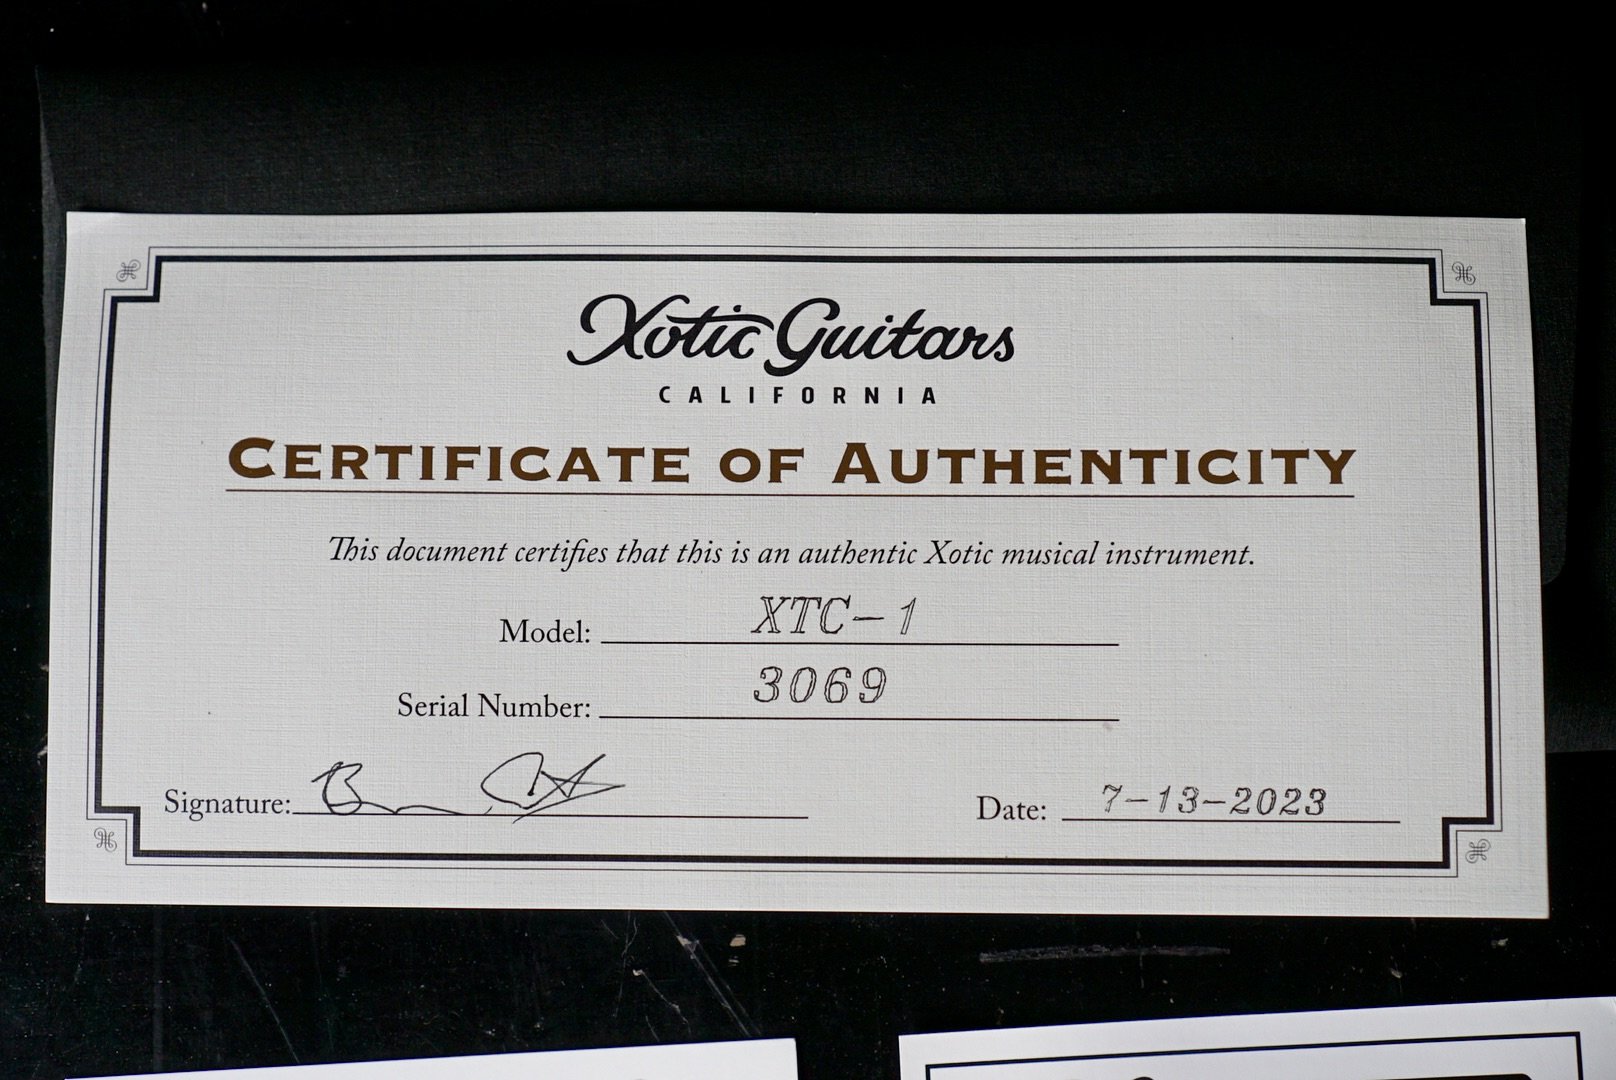 Xotic Guitars
CALIFORNIA
CERTIFICATE OF AUTHENTICITY
This document certifies that this is an authentic Xotic musical instrument.
Model: XTC-1
Serial Number: 3069
Signature:
Date: 7-13-2023